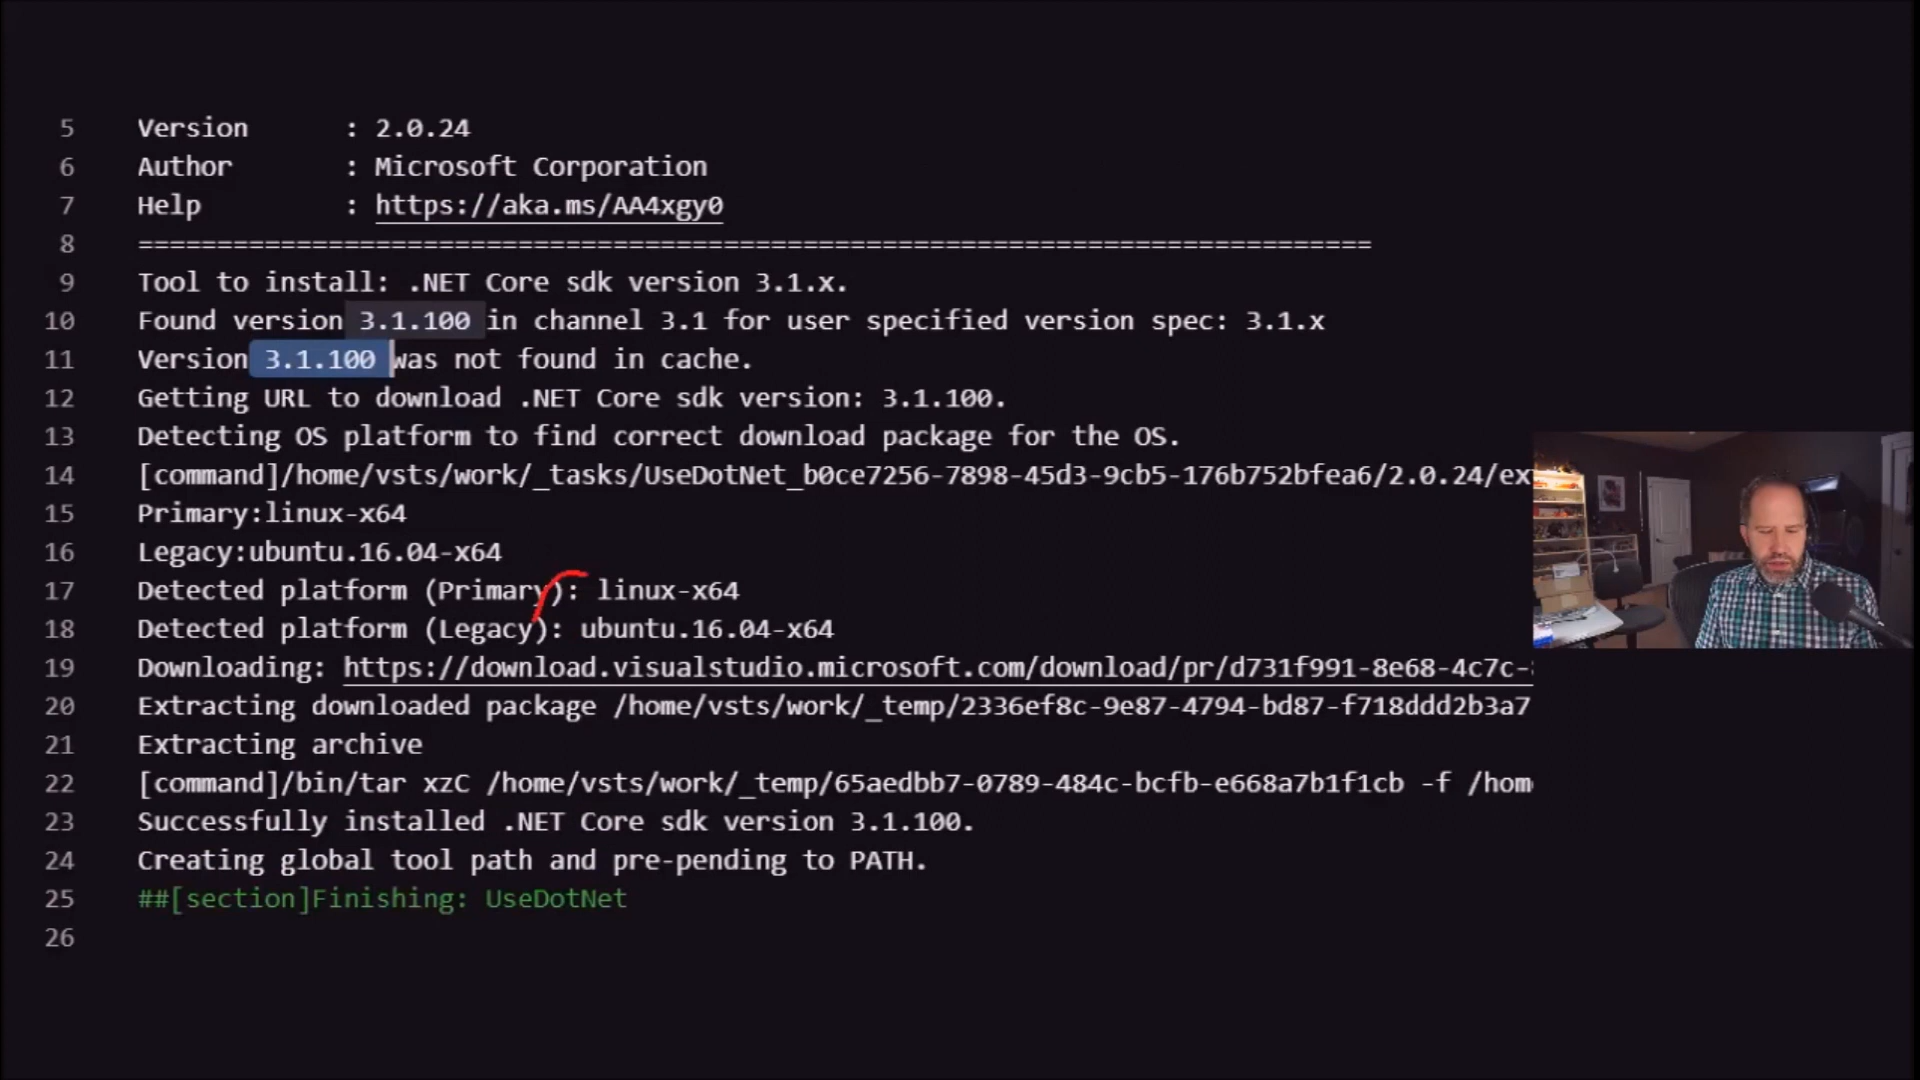 5 Version : 2.0.24
6 Author : Microsoft Corporation
7 Help : https://aka.ms/AA4xgy0
8 ==============================================================================
9 Tool to install: .NET Core sdk version 3.1.x.
10 Found version 3.1.100 in channel 3.1 for user specified version spec: 3.1.x
11 Version 3.1.100 was not found in cache.
12 Getting URL to download .NET Core sdk version: 3.1.100.
13 Detecting OS platform to find correct download package for the OS.
14 [command]/home/vsts/work/_tasks/UseDotNet_b0ce7256-7898-45d3-9cb5-176b752bfea6/2.0.24/ex
15 Primary:linux-x64
16 Legacy:ubuntu.16.04-x64
17 Detected platform (Primary): linux-x64
18 Detected platform (Legacy): ubuntu.16.04-x64
19 Downloading: https://download.visualstudio.microsoft.com/download/pr/d731f991-8e68-4c7c-
20 Extracting downloaded package /home/vsts/work/_temp/2336ef8c-9e87-4794-bd87-f718ddd2b3a7
21 Extracting archive
22 [command]/bin/tar xzC /home/vsts/work/_temp/65aedbb7-0789-484c-bcfb-e668a7b1f1cb -f /hom
23 Successfully installed .NET Core sdk version 3.1.100.
24 Creating global tool path and pre-pending to PATH.
25 ##[section]Finishing: UseDotNet
26